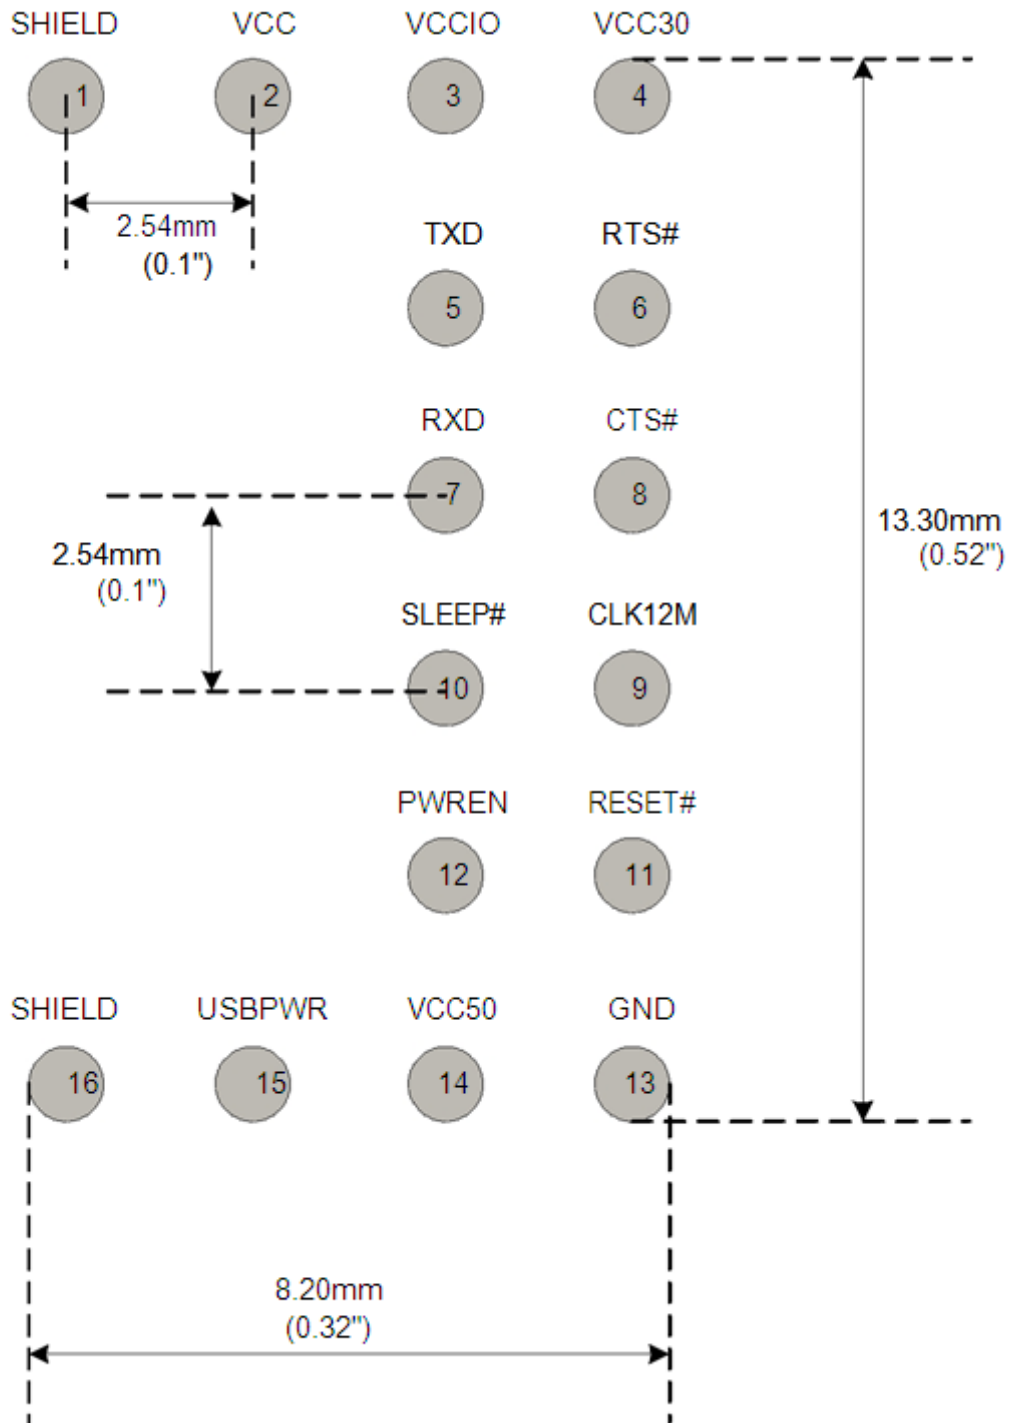 SHIELD VCC VCCIO VCC30
1 2 3 4
2.54mm
(0.1")
TXD RTS#
5 6
RXD CTS#
7 8
2.54mm
(0.1")
13.30mm
(0.52")
SLEEP# CLK12M
10 9
PWREN RESET#
12 11
SHIELD USBPWR VCC50 GND
16 15 14 13
8.20mm
(0.32")